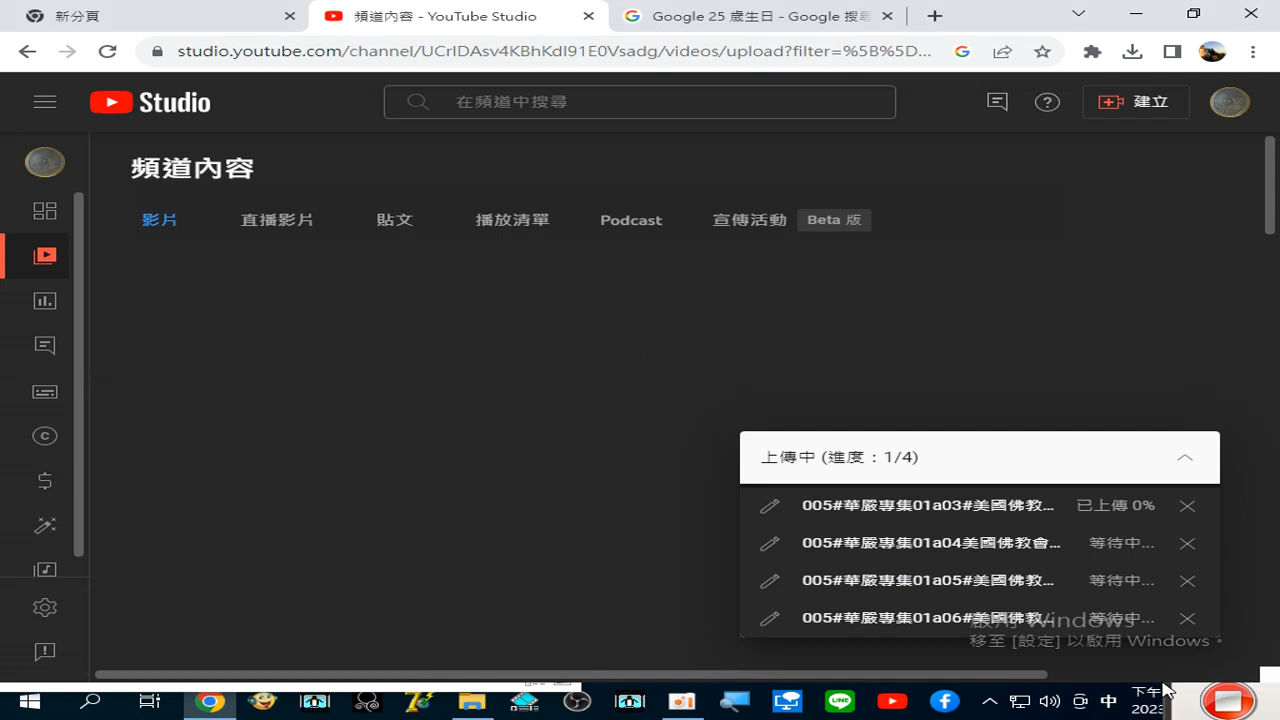 新分頁
頻道內容 - YouTube Studio
Google 25 歲生日 - Google 搜尋
studio.youtube.com/channel/UCrIDAsv4KBhKdI91E0Vsadg/videos/upload?filter=%5B%5D...
Studio
在頻道中搜尋
建立
頻道內容
影片
直播影片
貼文
播放清單
Podcast
宣傳活動
Beta 版
上傳中 (進度：1/4)
005#華嚴專集01a03#美國佛教... 已上傳 0%
005#華嚴專集01a04美國佛教會... 等待中...
005#華嚴專集01a05#美國佛教... 等待中...
005#華嚴專集01a06#美國佛教... 等待中...
啟用 Windows
移至 [設定] 以啟用 Windows。
中
下午
2023